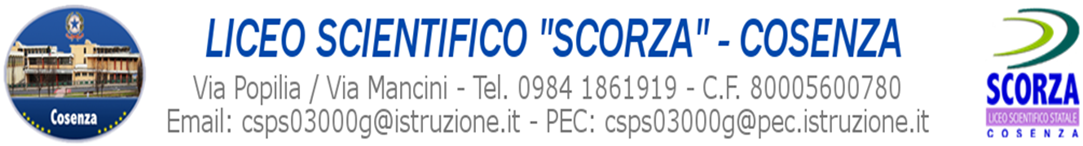 Cosenza
LICEO SCIENTIFICO "SCORZA" - COSENZA
Via Popilia / Via Mancini - Tel. 0984 1861919 - C.F. 80005600780
Email: csps03000g@istruzione.it - PEC: csps03000g@pec.istruzione.it
SCORZA
LICEO SCIENTIFICO STATALE
COSENZA